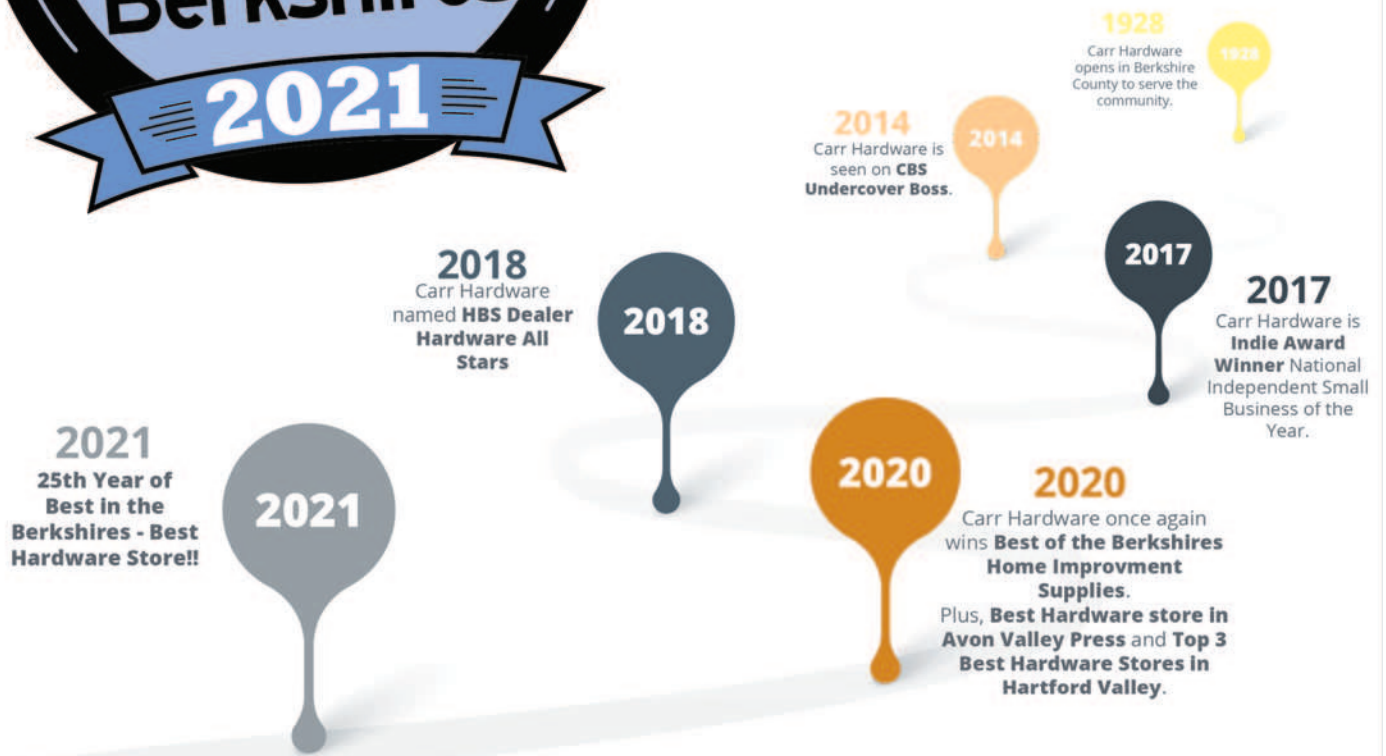 Berkshires
2021
1928
Carr Hardware
opens in Berkshire
County to serve the
community.
1928
2014
Carr Hardware is
seen on CBS
Undercover Boss.
2014
2017
2017
Carr Hardware is
Indie Award
Winner National
Independent Small
Business of the
Year.
2018
Carr Hardware
named HBS Dealer
Hardware All
Stars
2018
2020
2020
Carr Hardware once again
wins Best of the Berkshires
Home Improvment
Supplies.
Plus, Best Hardware store in
Avon Valley Press and Top 3
Best Hardware Stores in
Hartford Valley.
2021
25th Year of
Best in the
Berkshires - Best
Hardware Store!!
2021